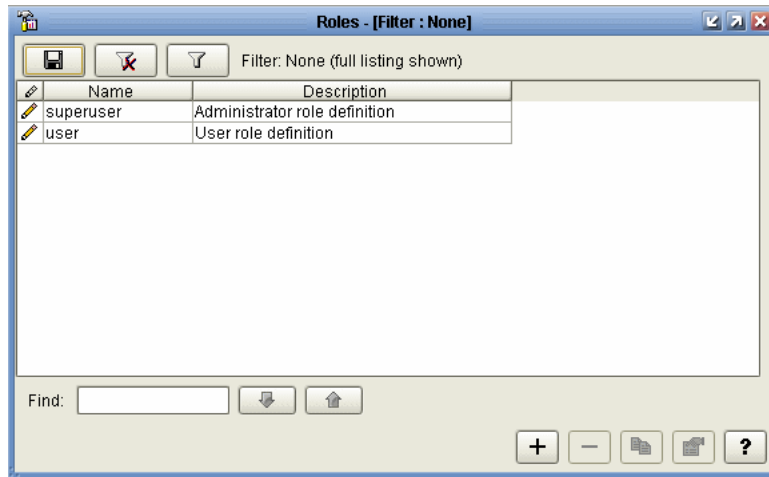 Roles - [Filter : None]
Filter: None (full listing shown)
Name Description
superuser Administrator role definition
user User role definition
Find:
+ - ?